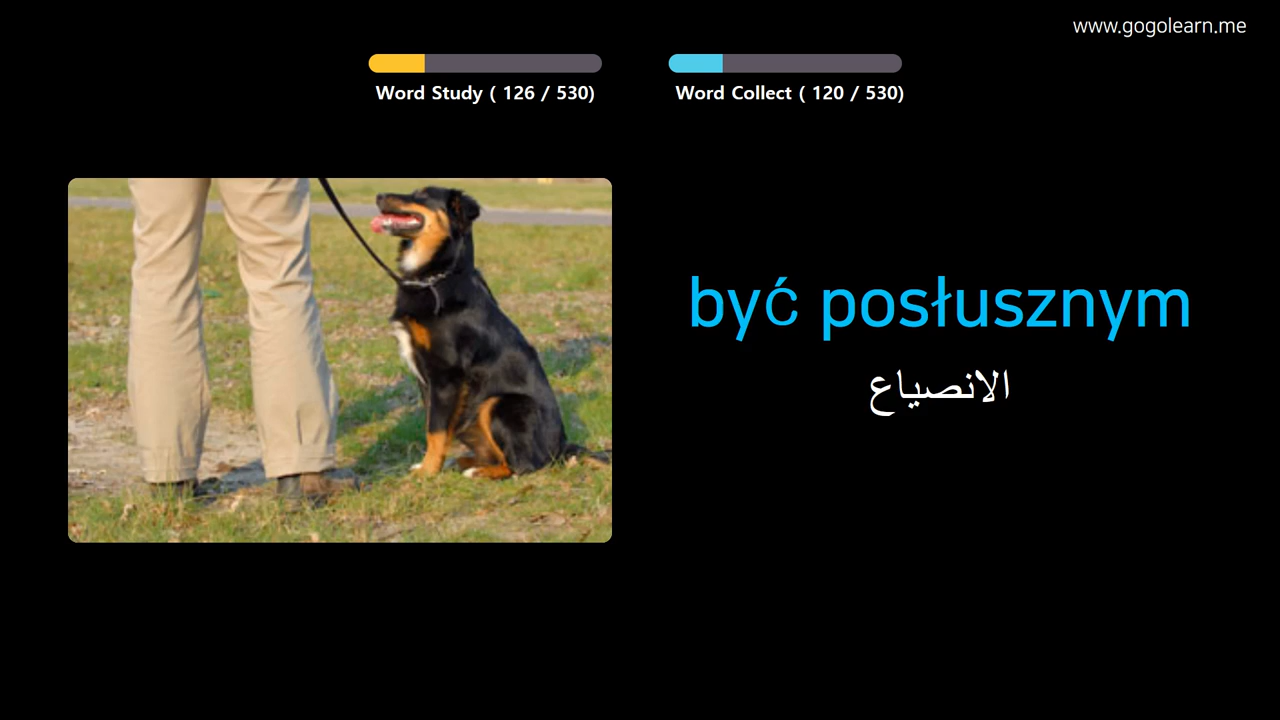 www.gogolearn.me
Word Study ( 126 / 530)
Word Collect ( 120 / 530)
być posłusznym
الانصياع